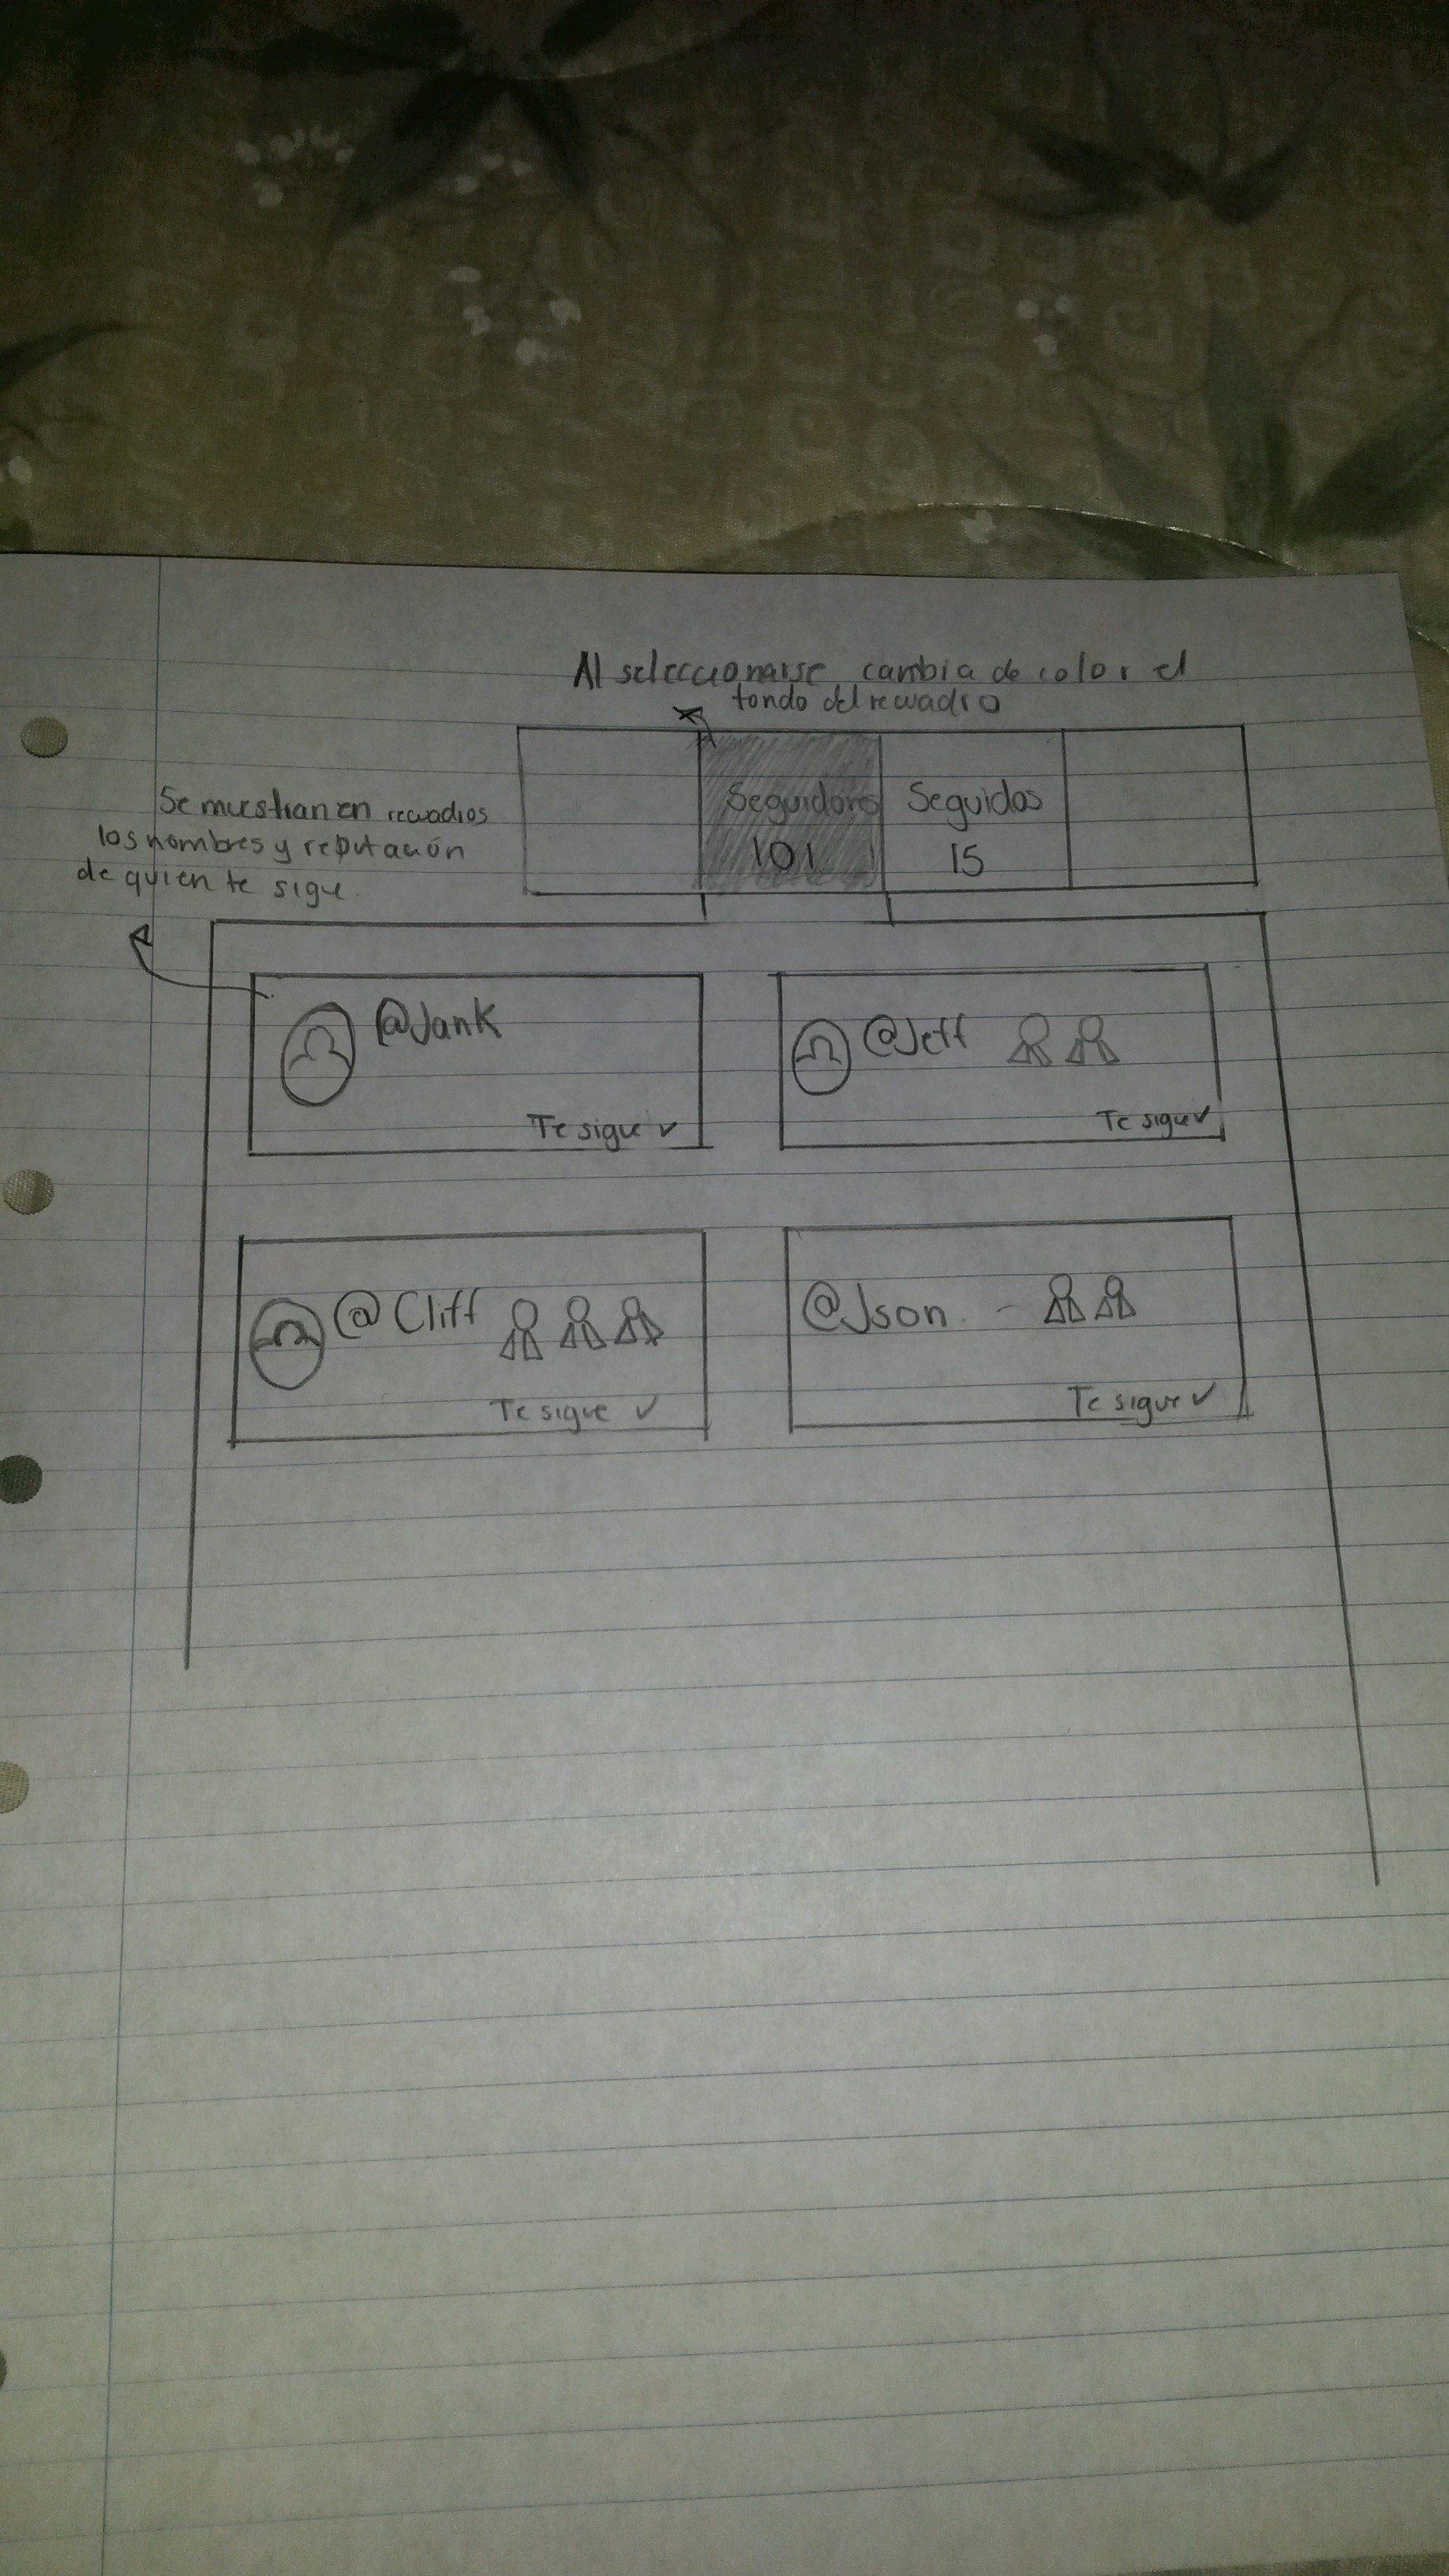 Al seleccionarse cambia de color el
fondo del recuadro
Seguidores
101
Seguidos
15
Se muestran en recuadros
los nombres y reputación
de quien te sigue
@Jank
Te sigue ✓
@Jeff
Te sigue ✓
@Cliff
Te sigue ✓
@Json
Te sigue ✓